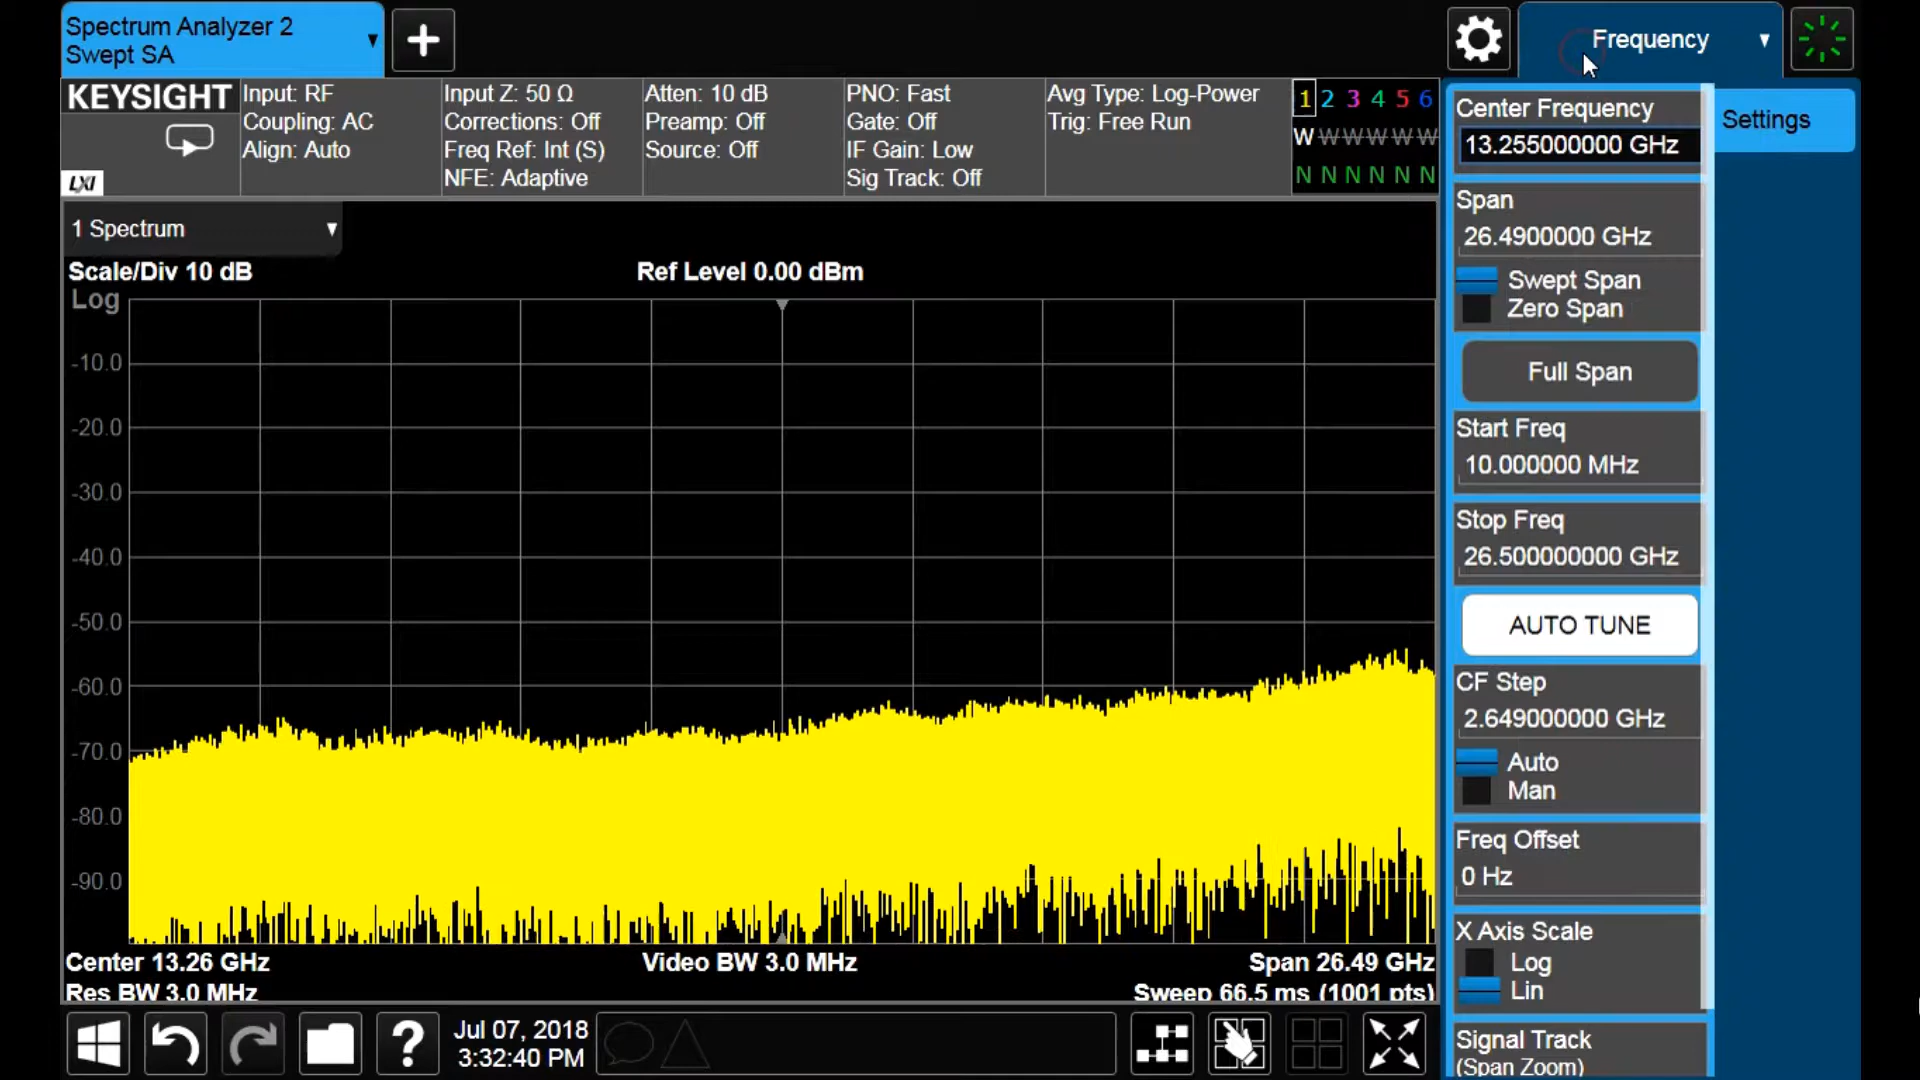 Spectrum Analyzer 2
Swept SA
+
Frequency
KEYSIGHT
LXI
Input: RF
Coupling: AC
Align: Auto
Input Z: 50 Ω
Corrections: Off
Freq Ref: Int (S)
NFE: Adaptive
Atten: 10 dB
Preamp: Off
Source: Off
PNO: Fast
Gate: Off
IF Gain: Low
Sig Track: Off
Avg Type: Log-Power
Trig: Free Run
1 2 3 4 5 6
W W W W W W
N N N N N N
1 Spectrum
Scale/Div 10 dB
Ref Level 0.00 dBm
Log
-10.0
-20.0
-30.0
-40.0
-50.0
-60.0
-70.0
-80.0
-90.0
Center 13.26 GHz
Video BW 3.0 MHz
Span 26.49 GHz
Res BW 3.0 MHz
Sweep 66.5 ms (1001 pts)
Center Frequency
13.255000000 GHz
Settings
Span
26.4900000 GHz
Swept Span
Zero Span
Full Span
Start Freq
10.000000 MHz
Stop Freq
26.500000000 GHz
AUTO TUNE
CF Step
2.649000000 GHz
Auto
Man
Freq Offset
0 Hz
X Axis Scale
Log
Lin
Signal Track
(Span Zoom)
?
Jul 07, 2018
3:32:40 PM